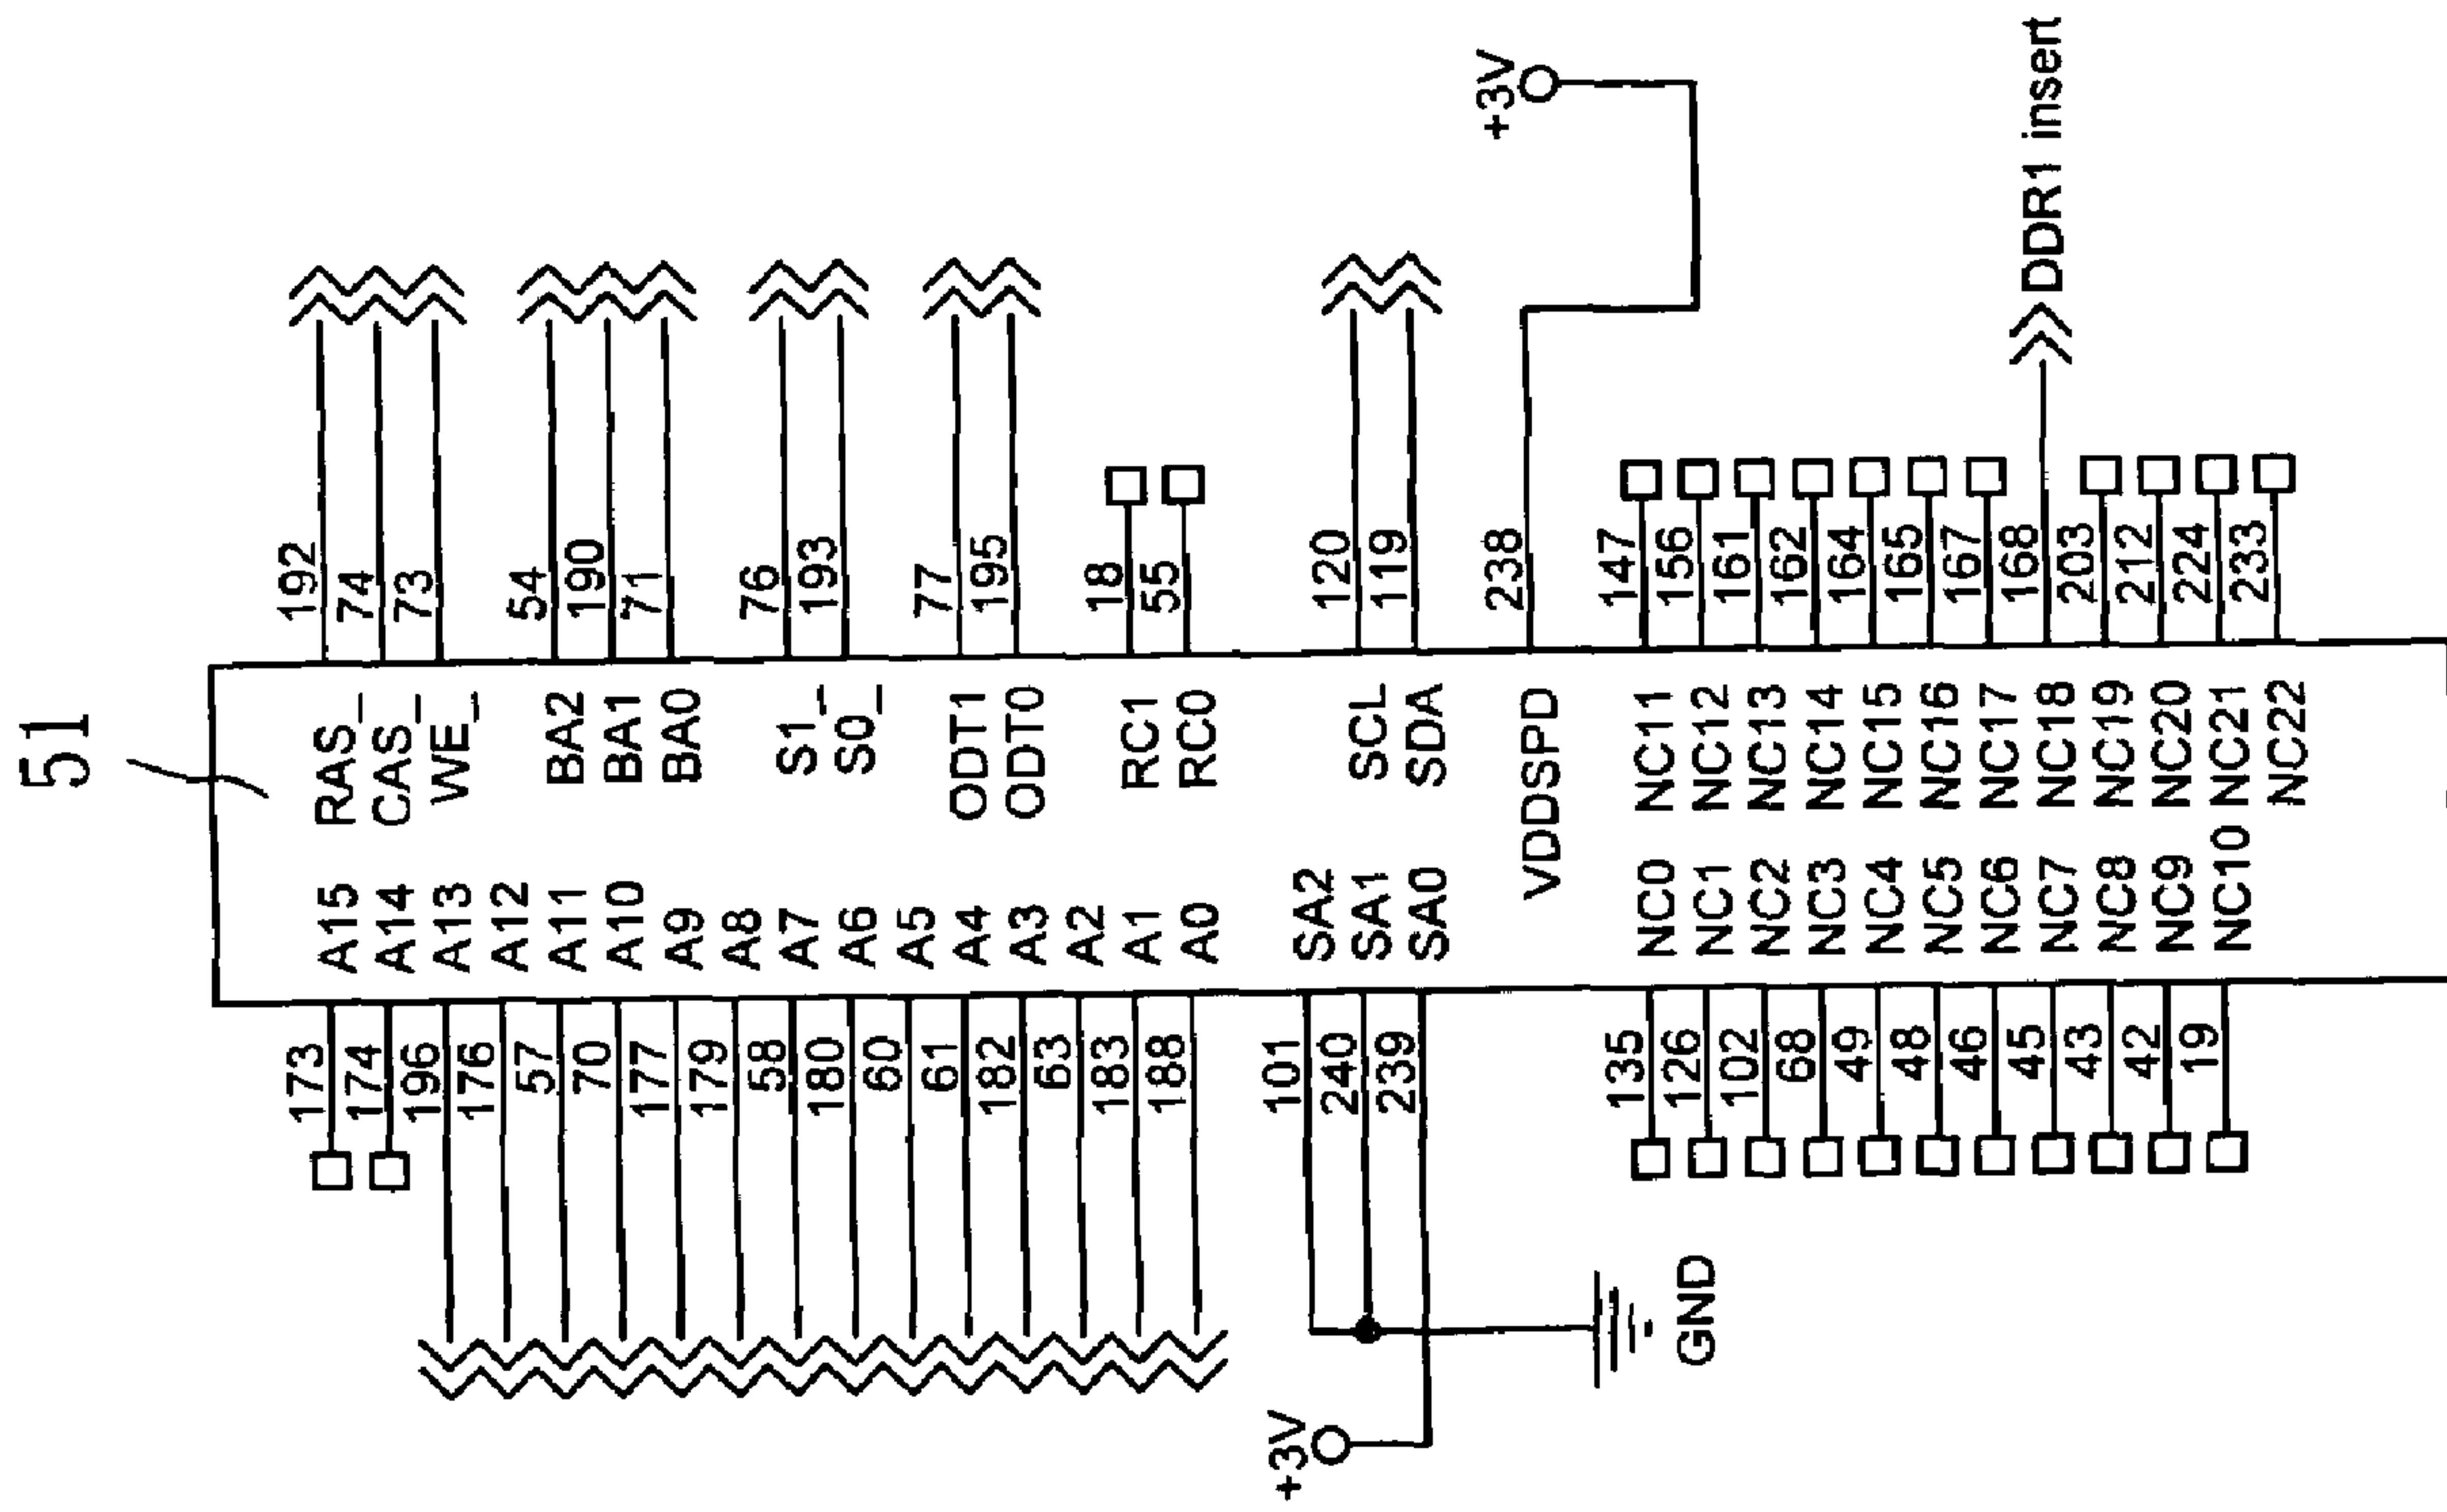 51
173 A15 RAS_ 192
174 A14 CAS_ 74
196 A13 WE_ 73
176 A12
57 A11 BA2 54
70 A10 BA1 190
177 A9 BA0 71
179 A8
58 A7 S1_ 76
180 A6 S0_ 193
60 A5
61 A4 ODT1 77
182 A3 ODT0 195
63 A2
183 A1 RC1 18
188 A0 RC0 55
+3V 101 SA2
240 SA1 SCL 120
239 SA0 SDA 119
VDDSPD 238 +3V
135 NC0 NC11 147
GND 126 NC1 NC12 156
102 NC2 NC13 161
68 NC3 NC14 162
49 NC4 NC15 164
48 NC5 NC16 165
46 NC6 NC17 167
45 NC7 NC18 168 DDR1 insert
43 NC8 NC19 203
42 NC9 NC20 212
19 NC10 NC21 224
NC22 233